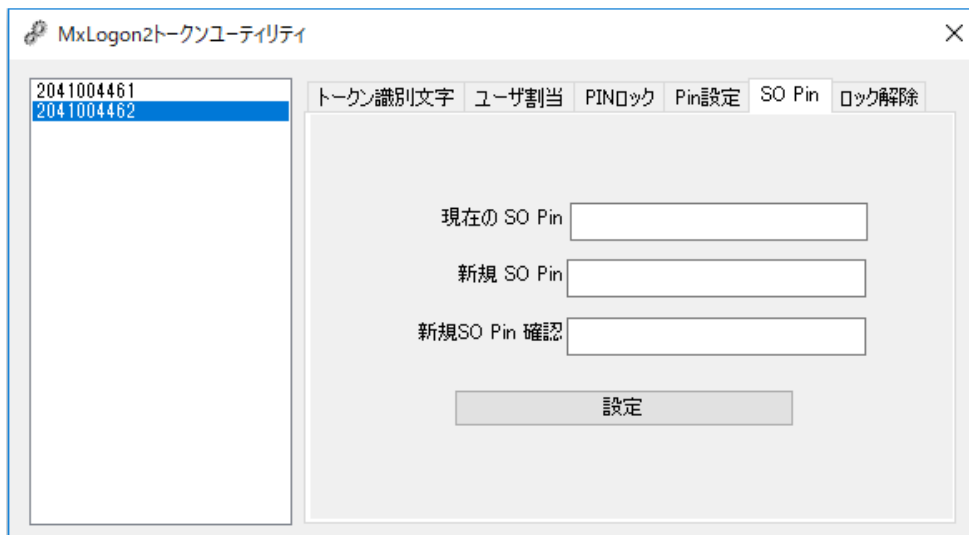 MxLogon2トークンユーティリティ
2041004461
2041004462
トークン識別文字 ユーザ割当 PINロック Pin設定 SO Pin ロック解除
現在の SO Pin
新規 SO Pin
新規SO Pin 確認
設定